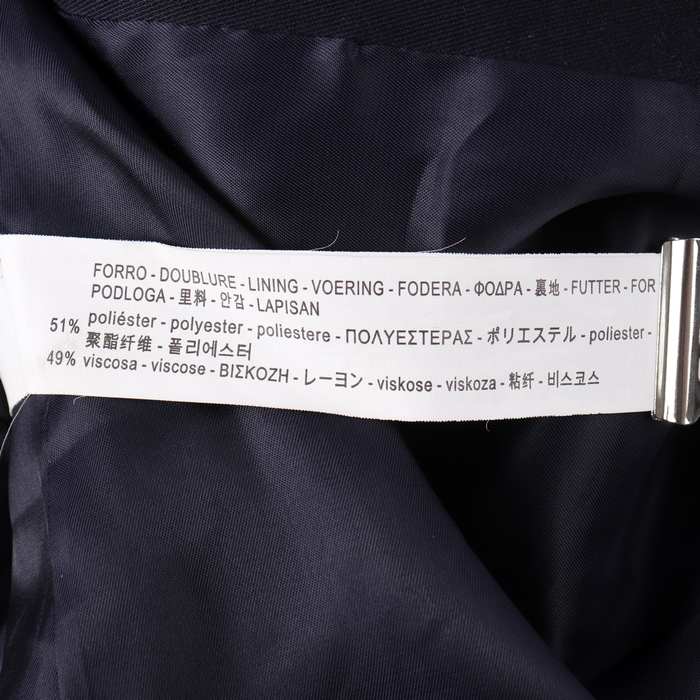 FORRO - DOUBLURE - LINING - VOERING - FODERA - ΦΟΔΡΑ - 裏地 - FUTTER - FOR
PODLOGA - 里料 - 안감 - LAPISAN
51% poliéster - polyester - poliestere - ΠΟΛΥΕΣΤΕΡΑΣ - ポリエステル - poliester -
聚酯纤维 - 폴리에스터
49% viscosa - viscose - ΒΙΣΚΟΖΗ - レーヨン - viskose - viskoza - 粘纤 - 비스코스